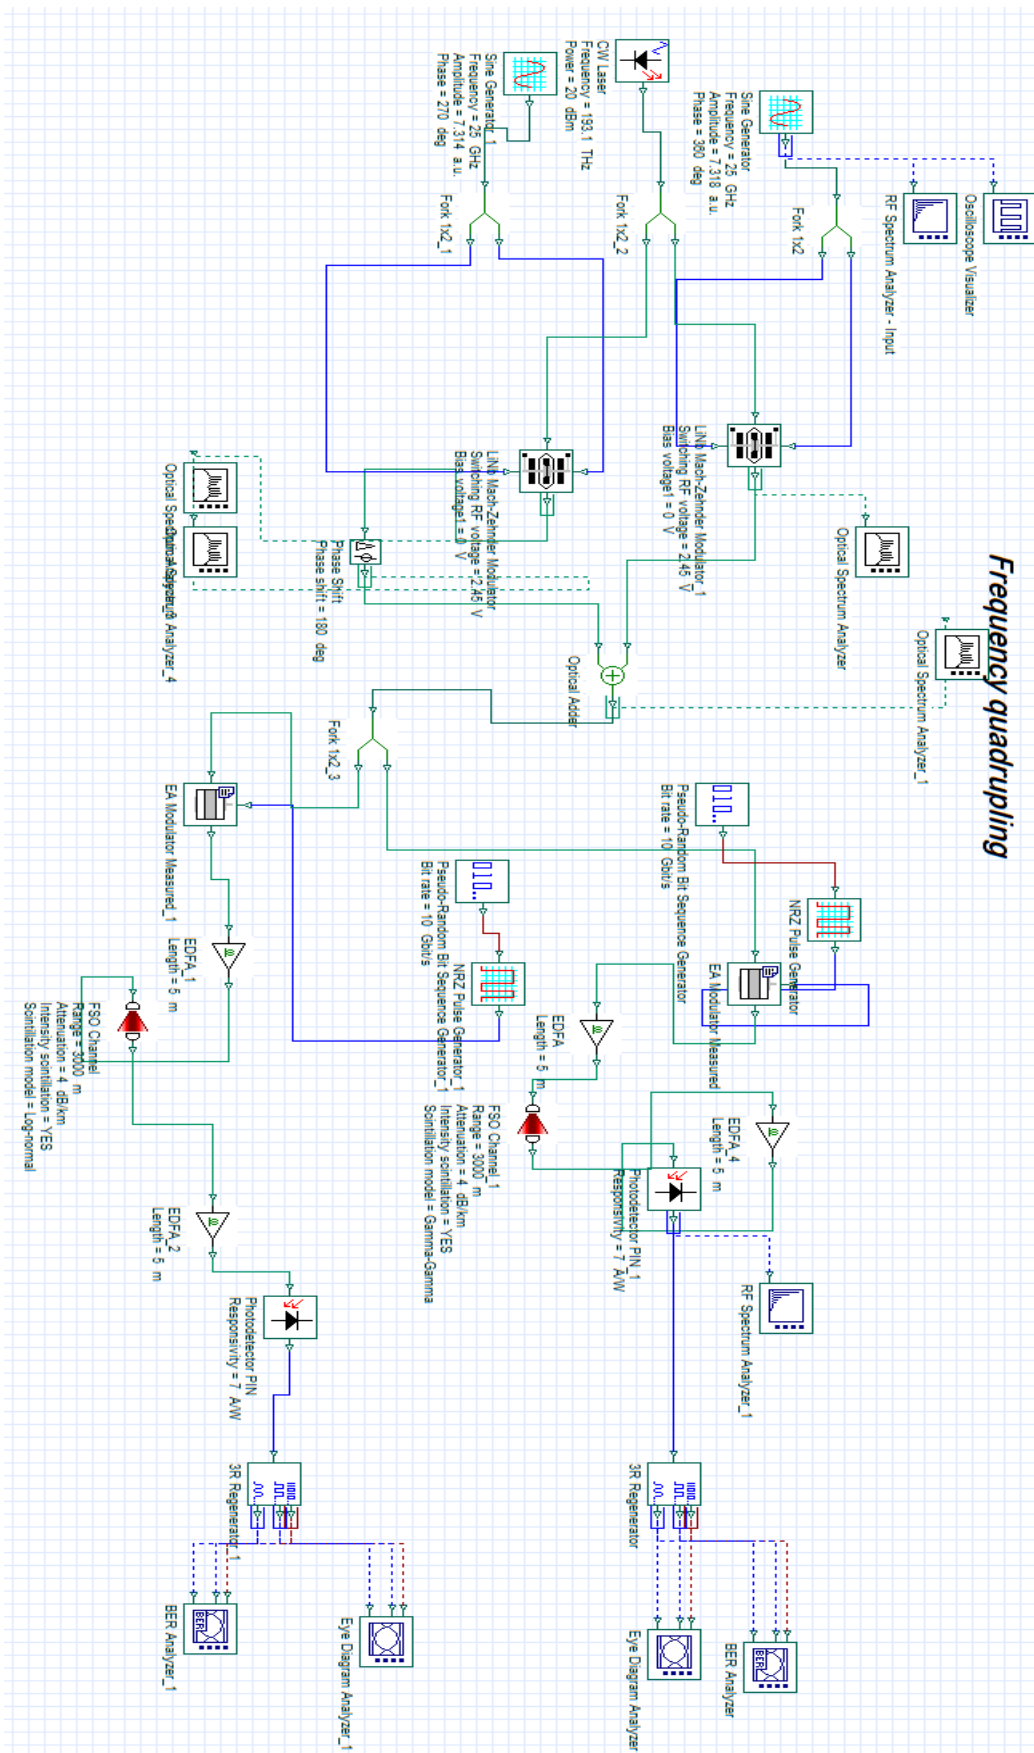 Frequency quadrupling
Oscilloscope Visualizer
RF Spectrum Analyzer - Input
Sine Generator
Frequency = 25 GHz
Amplitude = 7.318 a.u.
Phase = 360 deg
Fork 1x2
CW Laser
Frequency = 193.1 THz
Power = 20 dBm
Fork 1x2_2
Sine Generator_1
Frequency = 25 GHz
Amplitude = 7.314 a.u.
Phase = 270 deg
Fork 1x2_1
LiNb Mach-Zehnder Modulator_1
Switching RF voltage = 2.45 V
Bias voltage1 = 0 V
Optical Spectrum Analyzer
LiNb Mach-Zehnder Modulator
Switching RF voltage = 2.45 V
Bias voltage1 = 0 V
Phase Shift
Phase shift = 180 deg
Optical Spectrum Analyzer_4
Optical Spectrum Analyzer_1
Optical Adder
Fork 1x2_3
Pseudo-Random Bit Sequence Generator
Bit rate = 10 Gbit/s
NRZ Pulse Generator
EA Modulator Measured
EA Modulator Measured_1
Pseudo-Random Bit Sequence Generator_1
Bit rate = 10 Gbit/s
NRZ Pulse Generator_1
EDFA
Length = 5 m
EDFA_1
Length = 5 m
FSO Channel_1
Range = 3000 m
Attenuation = 4 dB/km
Intensity scintillation = YES
Scintillation model = Gamma-Gamma
FSO Channel
Range = 3000 m
Attenuation = 4 dB/km
Intensity scintillation = YES
Scintillation model = Log-normal
EDFA_4
Length = 5 m
Photodetector PIN_1
Responsivity = 7 A/W
RF Spectrum Analyzer_1
EDFA_2
Length = 5 m
Photodetector PIN
Responsivity = 7 A/W
3R Regenerator
3R Regenerator_1
BER Analyzer
Eye Diagram Analyzer
Eye Diagram Analyzer_1
BER Analyzer_1